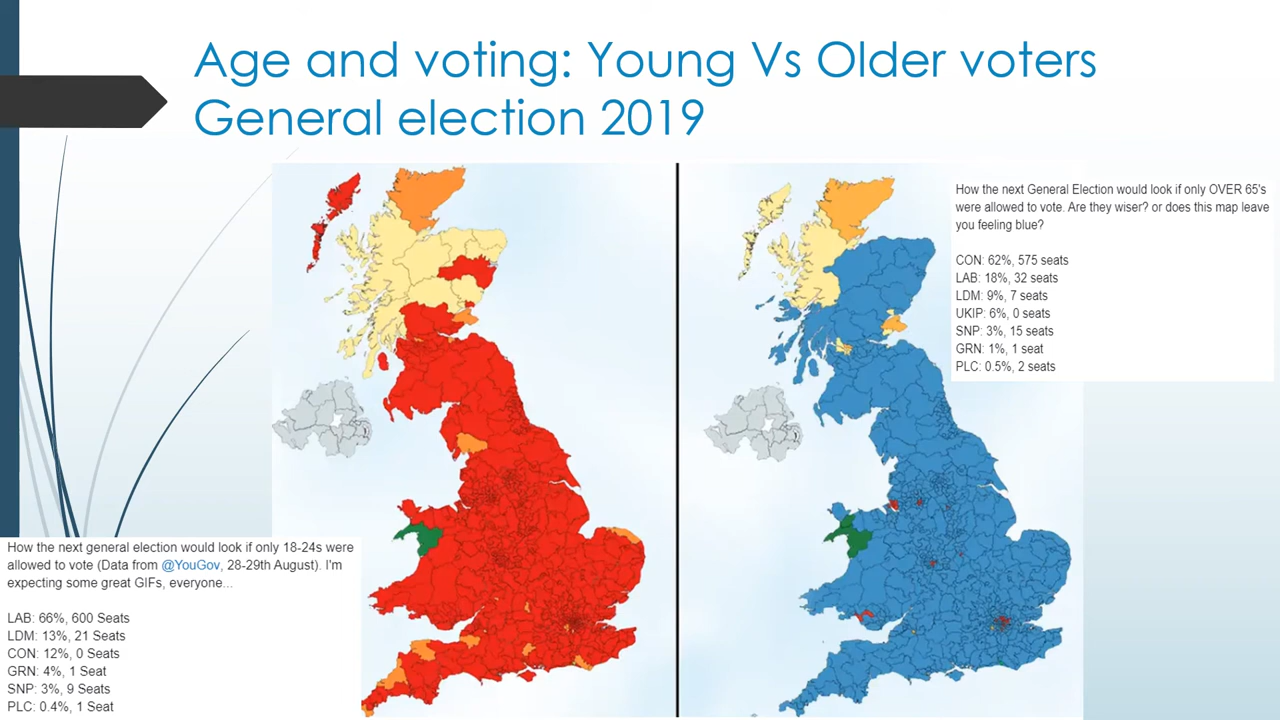 Age and voting: Young Vs Older voters
General election 2019
How the next General Election would look if only OVER 65's
were allowed to vote. Are they wiser? or does this map leave
you feeling blue?
CON: 62%, 575 seats
LAB: 18%, 32 seats
LDM: 9%, 7 seats
UKIP: 6%, 0 seats
SNP: 3%, 15 seats
GRN: 1%, 1 seat
PLC: 0.5%, 2 seats
How the next general election would look if only 18-24s were
allowed to vote (Data from @YouGov, 28-29th August). I'm
expecting some great GIFs, everyone...
LAB: 66%, 600 Seats
LDM: 13%, 21 Seats
CON: 12%, 0 Seats
GRN: 4%, 1 Seat
SNP: 3%, 9 Seats
PLC: 0.4%, 1 Seat